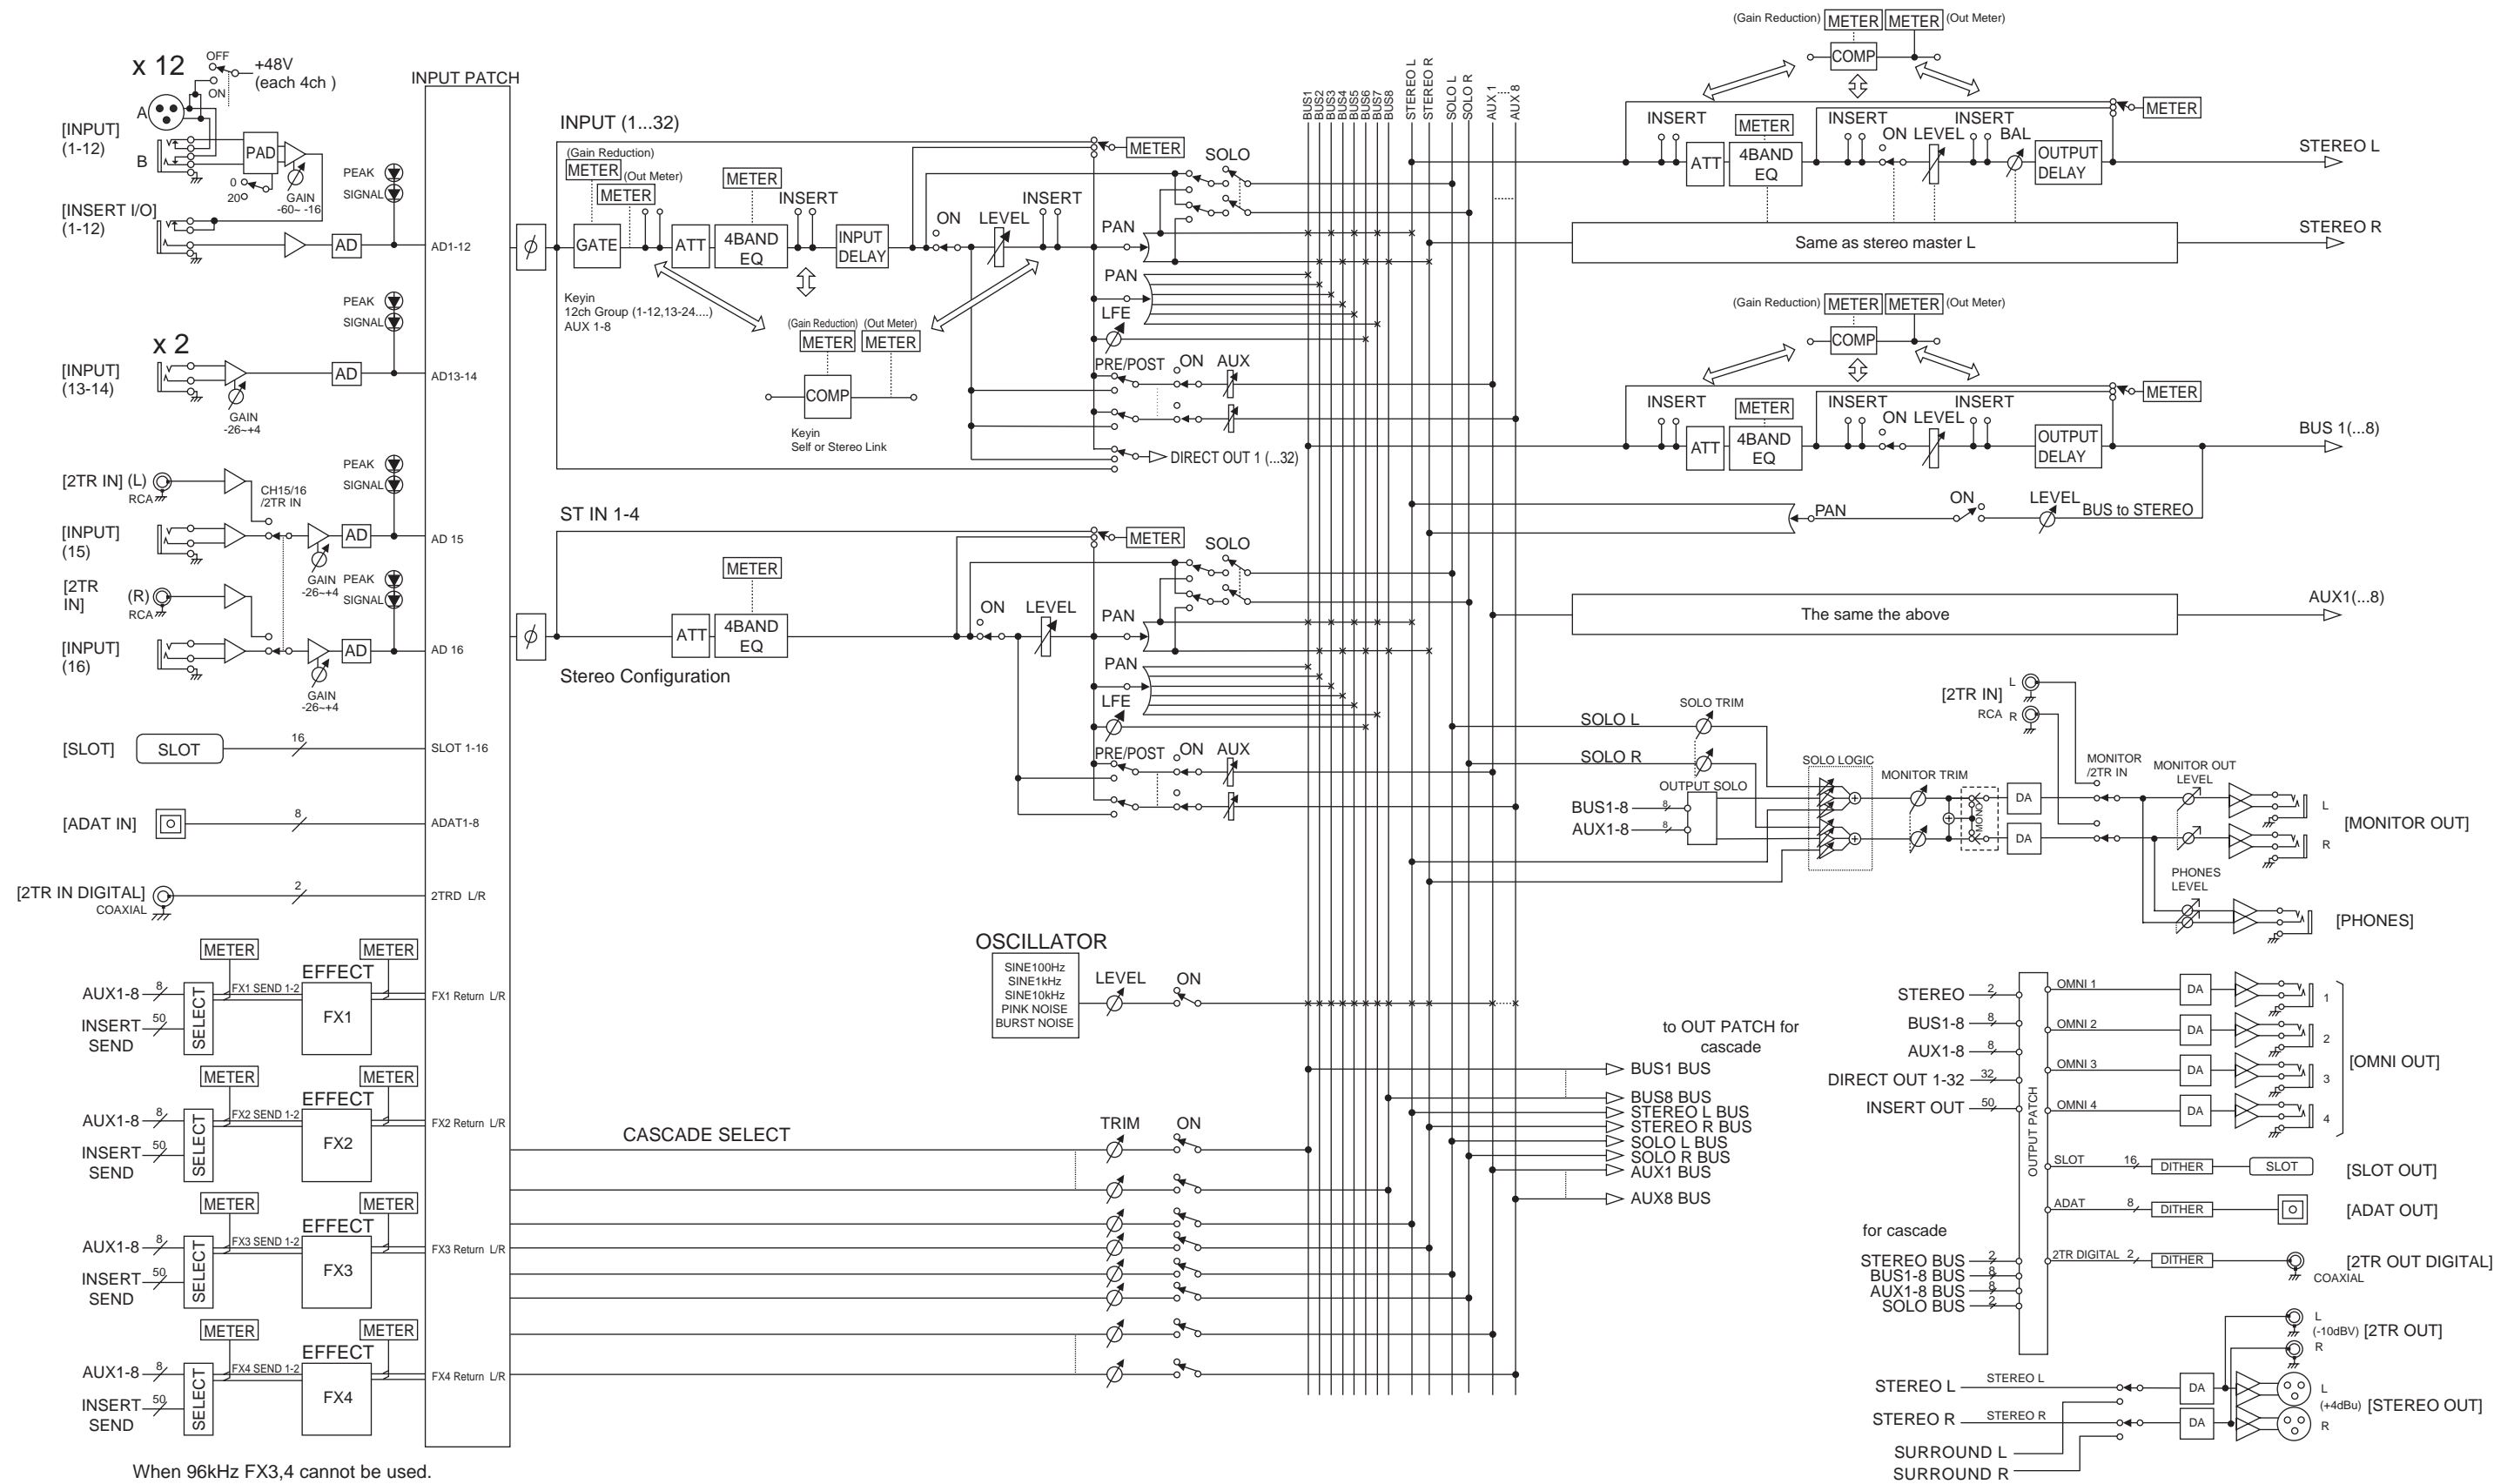 x 12
OFF
+48V
(each 4ch )
ON
A
[INPUT]
(1-12)
B
PAD
0
20
GAIN
-60~ -16
PEAK
SIGNAL
[INSERT I/O]
(1-12)
AD
INPUT PATCH
AD1-12
x 2
PEAK
SIGNAL
[INPUT]
(13-14)
AD
AD13-14
GAIN
-26~+4
[2TR IN] (L)
RCA
CH15/16
/2TR IN
PEAK
SIGNAL
[INPUT]
(15)
AD
AD 15
GAIN
-26~+4
PEAK
SIGNAL
[2TR
IN]
(R)
RCA
[INPUT]
(16)
AD
AD 16
GAIN
-26~+4
[SLOT]
SLOT
16
SLOT 1-16
[ADAT IN]
8
ADAT1-8
[2TR IN DIGITAL]
COAXIAL
2
2TRD L/R
METER
METER
EFFECT
AUX1-8
8
SELECT
FX1 SEND 1-2
FX1
FX1 Return L/R
INSERT
SEND
50
METER
METER
EFFECT
AUX1-8
8
SELECT
FX2 SEND 1-2
FX2
FX2 Return L/R
INSERT
SEND
50
METER
METER
EFFECT
AUX1-8
8
SELECT
FX3 SEND 1-2
FX3
FX3 Return L/R
INSERT
SEND
50
METER
METER
EFFECT
AUX1-8
8
SELECT
FX4 SEND 1-2
FX4
FX4 Return L/R
INSERT
SEND
50
When 96kHz FX3,4 cannot be used.
INPUT (1...32)
(Gain Reduction)
METER
(Out Meter)
METER
METER
INSERT
METER
SOLO
ø
GATE
ATT
4BAND
EQ
INPUT
DELAY
ON
LEVEL
INSERT
PAN
PAN
LFE
Keyin
12ch Group (1-12,13-24....)
AUX 1-8
(Gain Reduction)
(Out Meter)
METER
METER
COMP
Keyin
Self or Stereo Link
PRE/POST
ON
AUX
DIRECT OUT 1 (...32)
ST IN 1-4
METER
METER
SOLO
ø
ATT
4BAND
EQ
ON
LEVEL
PAN
Stereo Configuration
PAN
LFE
PRE/POST
ON
AUX
OSCILLATOR
SINE100Hz
SINE1kHz
SINE10kHz
PINK NOISE
BURST NOISE
LEVEL
ON
CASCADE SELECT
TRIM
ON
BUS1
BUS2
BUS3
BUS4
BUS5
BUS6
BUS7
BUS8
STEREO L
STEREO R
SOLO L
SOLO R
AUX 1
AUX 8
(Gain Reduction)
METER
METER
(Out Meter)
COMP
METER
INSERT
METER
INSERT
ON
LEVEL
INSERT
BAL
ATT
4BAND
EQ
OUTPUT
DELAY
STEREO L
Same as stereo master L
STEREO R
(Gain Reduction)
METER
METER
(Out Meter)
COMP
METER
INSERT
METER
INSERT
ON
LEVEL
INSERT
ATT
4BAND
EQ
OUTPUT
DELAY
BUS 1(...8)
PAN
ON
LEVEL
BUS to STEREO
The same the above
AUX1(...8)
[2TR IN]
L
RCA
R
SOLO TRIM
SOLO L
SOLO R
SOLO LOGIC
MONITOR TRIM
MONITOR
/2TR IN
MONITOR OUT
LEVEL
OUTPUT SOLO
BUS1-8
8
AUX1-8
8
MONO
DA
DA
L
R
[MONITOR OUT]
PHONES
LEVEL
[PHONES]
to OUT PATCH for
cascade
BUS1 BUS
BUS8 BUS
STEREO L BUS
STEREO R BUS
SOLO L BUS
SOLO R BUS
AUX1 BUS
AUX8 BUS
STEREO
2
BUS1-8
8
AUX1-8
8
DIRECT OUT 1-32
32
INSERT OUT
50
OUTPUT PATCH
OMNI 1
DA
1
OMNI 2
DA
2
OMNI 3
DA
3
OMNI 4
DA
4
[OMNI OUT]
SLOT
16
DITHER
SLOT
[SLOT OUT]
ADAT
8
DITHER
[ADAT OUT]
for cascade
STEREO BUS
2
BUS1-8 BUS
8
AUX1-8 BUS
8
SOLO BUS
2
2TR DIGITAL
2
DITHER
[2TR OUT DIGITAL]
COAXIAL
L
(-10dBV)
[2TR OUT]
R
STEREO L
STEREO L
DA
L
(+4dBu)
[STEREO OUT]
STEREO R
STEREO R
DA
R
SURROUND L
SURROUND R